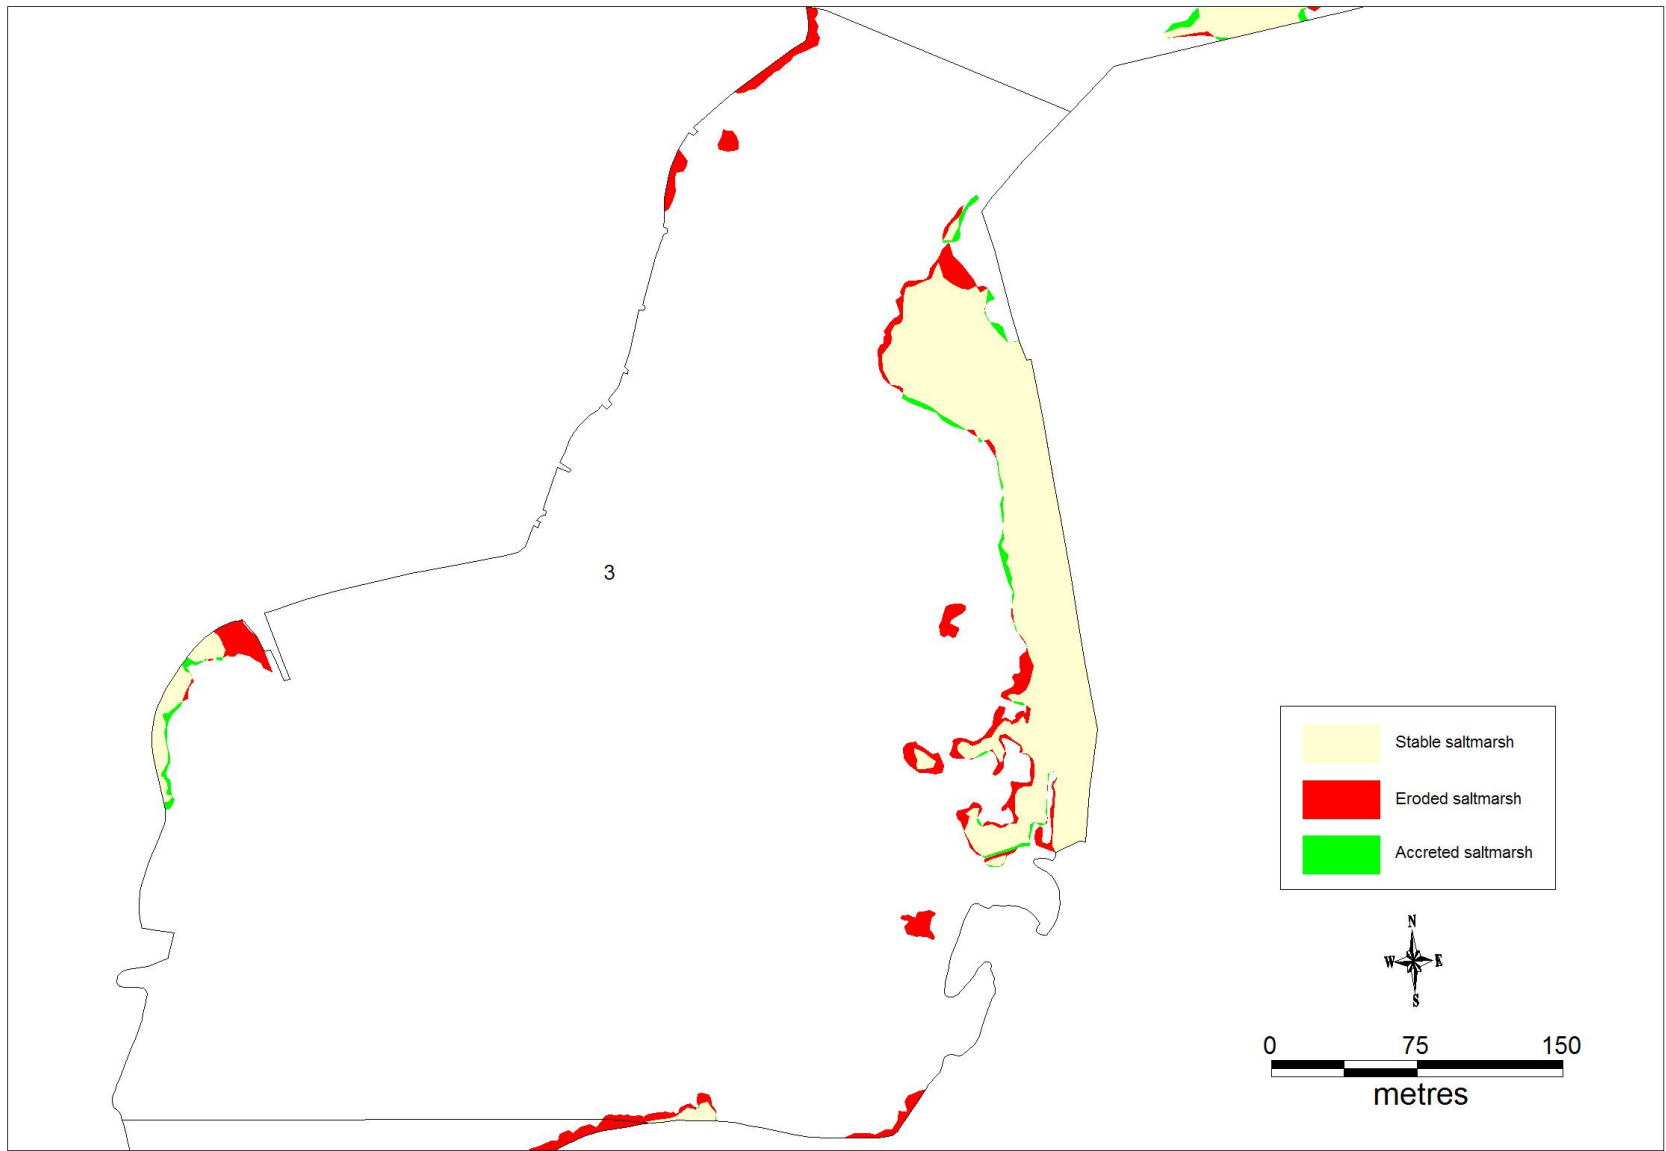 3
Stable saltmarsh
Eroded saltmarsh
Accreted saltmarsh
N
W E
S
0 75 150
metres